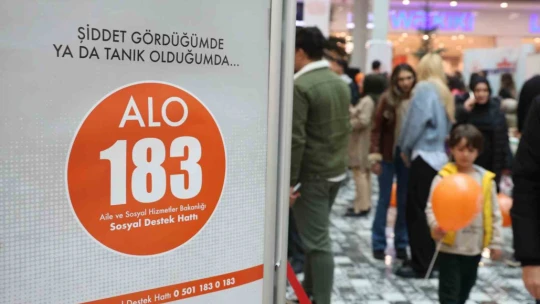 ŞİDDET GÖRDÜĞÜMDE
YA DA TANIK OLDUĞUMDA...
ALO
183
Aile ve Sosyal Hizmetler Bakanlığı
Sosyal Destek Hattı
Sosyal Destek Hattı 0 501 183 0 183